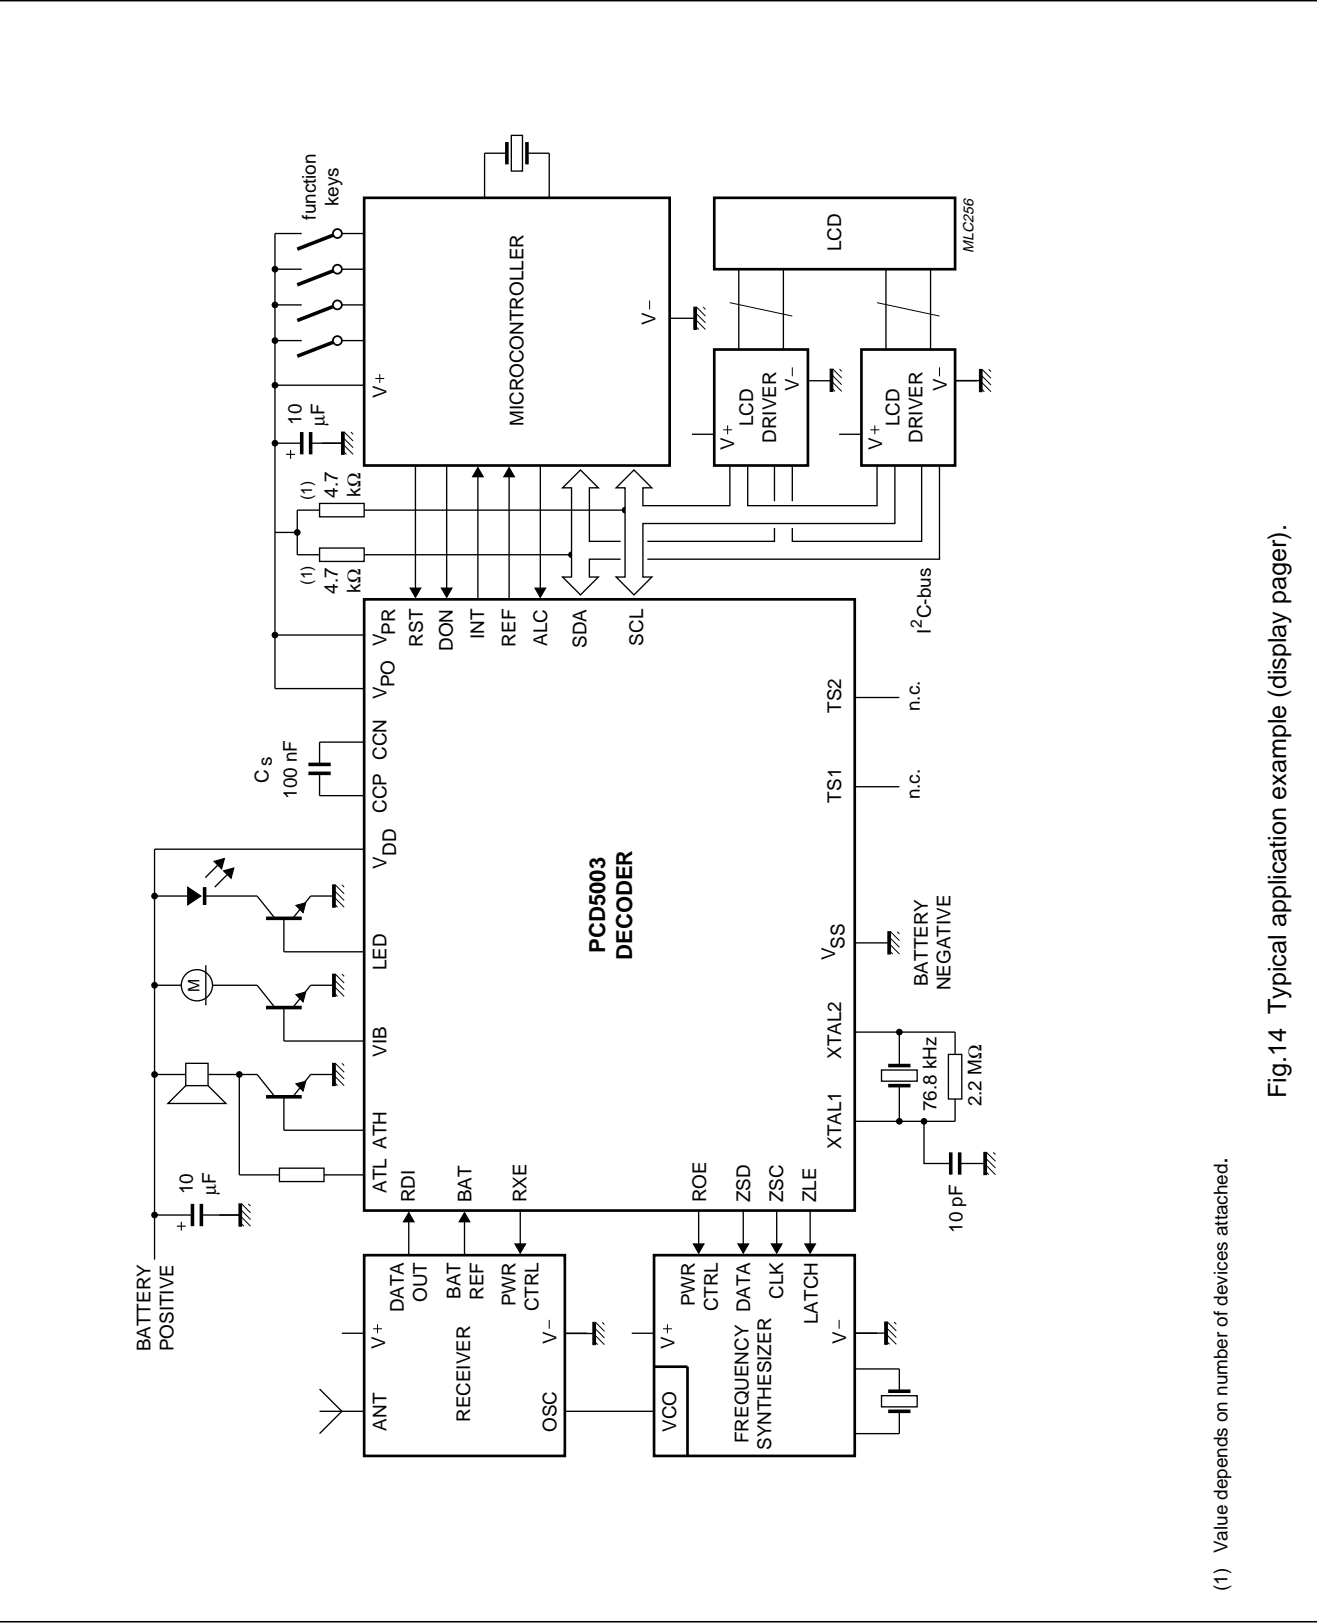 BATTERY
POSITIVE
10
µF
+
ANT
V+
RECEIVER
OSC
V−
DATA
OUT
BAT
REF
PWR
CTRL
VCO
V+
FREQUENCY
SYNTHESIZER
V−
PWR
CTRL
DATA
CLK
LATCH
M
ATL
ATH
VIB
LED
VDD
CCP
CCN
VPO
VPR
Cs
100 nF
RDI
BAT
RXE
ROE
ZSD
ZSC
ZLE
PCD5003
DECODER
RST
DON
INT
REF
ALC
SDA
SCL
XTAL1
XTAL2
VSS
TS1
TS2
10 pF
76.8 kHz
2.2 MΩ
BATTERY
NEGATIVE
n.c.
n.c.
I2C-bus
(1)
4.7
kΩ
(1)
4.7
kΩ
+
10
µF
function
keys
V+
MICROCONTROLLER
V−
V+
LCD
DRIVER
V−
V+
LCD
DRIVER
V−
LCD
MLC256
(1) Value depends on number of devices attached.
Fig.14 Typical application example (display pager).